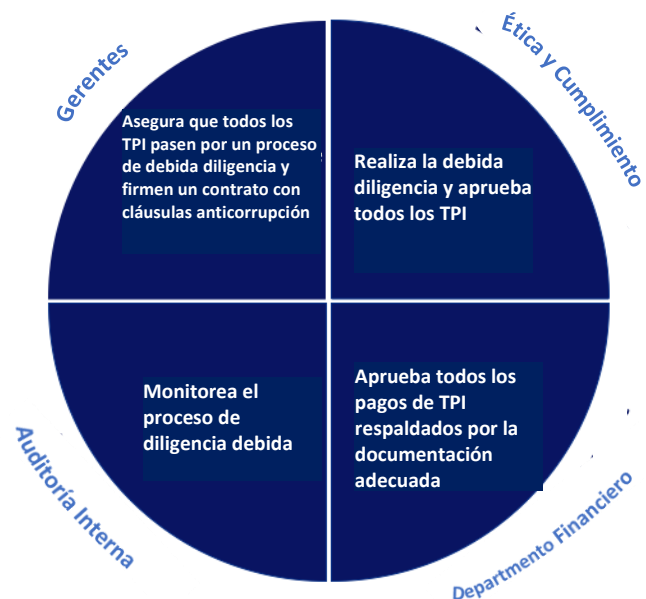 Gerentes
Ética y Cumplimiento
Asegura que todos los
TPI pasen por un proceso
de debida diligencia y
firmen un contrato con
cláusulas anticorrupción
Realiza la debida
diligencia y aprueba
todos los TPI
Monitorea el
proceso de
diligencia debida
Aprueba todos los
pagos de TPI
respaldados por la
documentación
adecuada
Auditoría Interna
Departmento Financiero